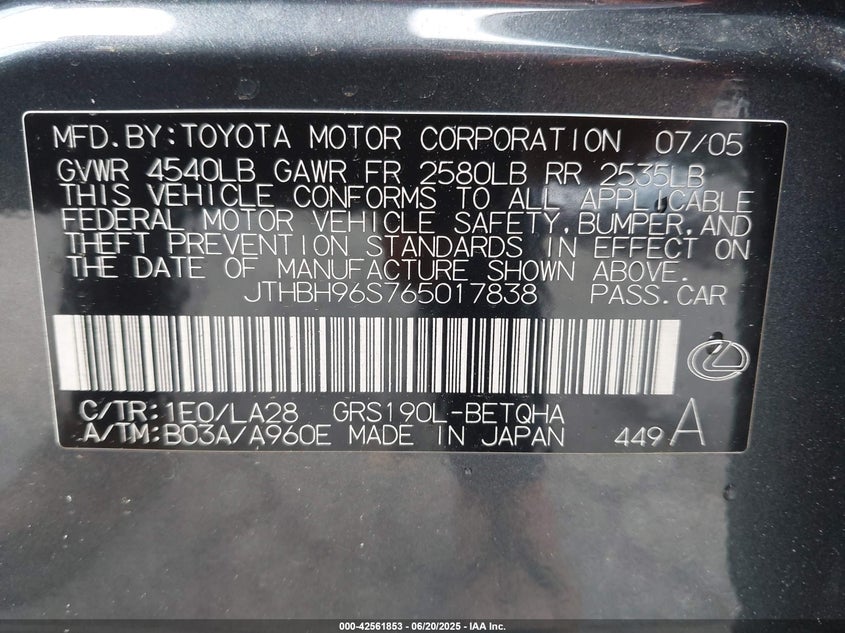 MFD.BY:TOYOTA MOTOR CORPORATION 07/05
GVWR 4540LB GAWR FR 2580LB RR 2535LB
THIS VEHICLE CONFORMS TO ALL APPLICABLE
FEDERAL MOTOR VEHICLE SAFETY,BUMPER,AND
THEFT PREVENTION STANDARDS IN EFFECT ON
THE DATE OF MANUFACTURE SHOWN ABOVE.
JTHBH96S765017838 PASS.CAR
C/TR:1E0/LA28 GRS190L-BETQHA
A/TM:B03A/A960E MADE IN JAPAN 449 A
000-42561853 - 06/20/2025 - IAA Inc.